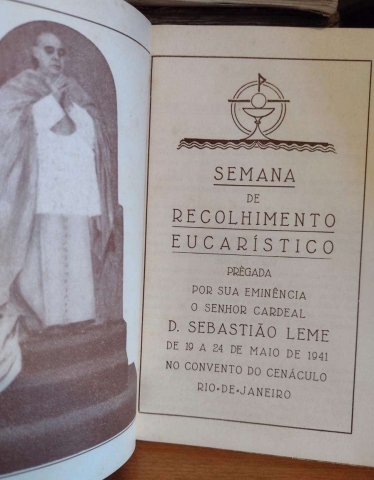 SEMANA
DE
RECOLHIMENTO
EUCARÍSTICO
PRÈGADA
POR SUA EMINÊNCIA
O SENHOR CARDEAL
D. SEBASTIÃO LEME
DE 19 A 24 DE MAIO DE 1941
NO CONVENTO DO CENÁCULO
RIO•DE•JANEIRO